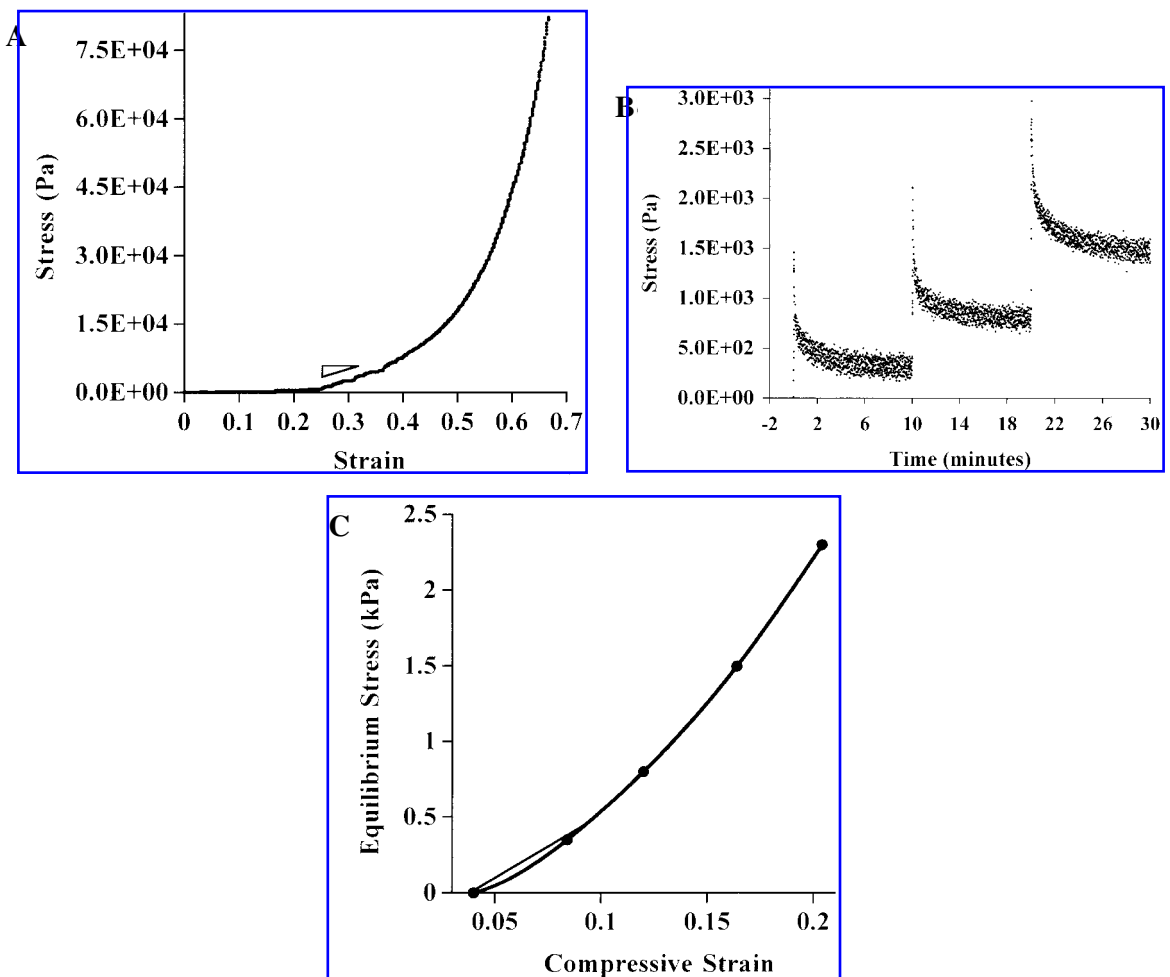 A
7.5E+04
6.0E+04
4.5E+04
3.0E+04
1.5E+04
0.0E+00
Stress (Pa)
0 0.1 0.2 0.3 0.4 0.5 0.6 0.7
Strain
B
3.0E+03
2.5E+03
2.0E+03
1.5E+03
1.0E+03
5.0E+02
0.0E+00
Stress (Pa)
-2 2 6 10 14 18 22 26 30
Time (minutes)
C
2.5
2
1.5
1
0.5
0
Equilibrium Stress (kPa)
0.05 0.1 0.15 0.2
Compressive Strain